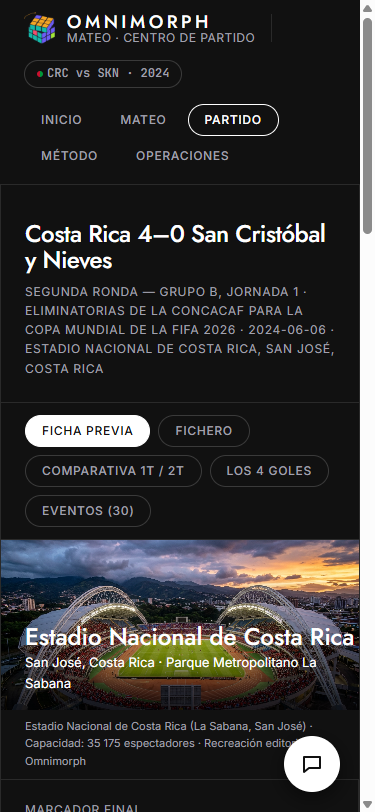 OMNIMORPH
MATEO · CENTRO DE PARTIDO
CRC vs SKN · 2024
INICIO
MATEO
PARTIDO
MÉTODO
OPERACIONES
Costa Rica 4–0 San Cristóbal
y Nieves
SEGUNDA RONDA — GRUPO B, JORNADA 1 ·
ELIMINATORIAS DE LA CONCACAF PARA LA
COPA MUNDIAL DE LA FIFA 2026 · 2024-06-06 ·
ESTADIO NACIONAL DE COSTA RICA, SAN JOSÉ,
COSTA RICA
FICHA PREVIA
FICHERO
COMPARATIVA 1T / 2T
LOS 4 GOLES
EVENTOS (30)
Estadio Nacional de Costa Rica
San José, Costa Rica · Parque Metropolitano La
Sabana
Estadio Nacional de Costa Rica (La Sabana, San José) ·
Capacidad: 35 175 espectadores · Recreación
Omnimorph
MARCADOR FINAL